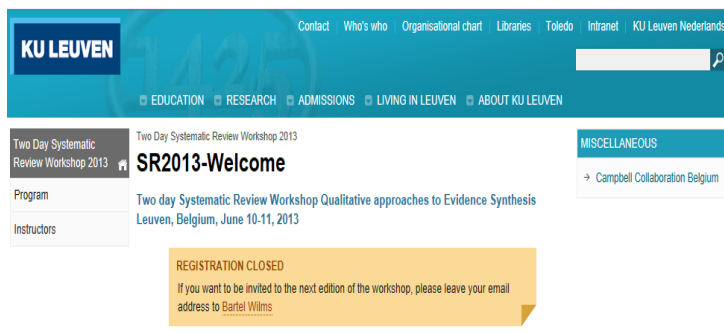 Contact Who's who Organisational chart Libraries Toledo Intranet KU Leuven Nederlands
KU LEUVEN
1425
EDUCATION RESEARCH ADMISSIONS LIVING IN LEUVEN ABOUT KU LEUVEN
Two Day Systematic
Review Workshop 2013
Program
Instructors
Two Day Systematic Review Workshop 2013
SR2013-Welcome
Two day Systematic Review Workshop Qualitative approaches to Evidence Synthesis
Leuven, Belgium, June 10-11, 2013
REGISTRATION CLOSED
If you want to be invited to the next edition of the workshop, please leave your email
address to Bartel Wilms
MISCELLANEOUS
→ Campbell Collaboration Belgium